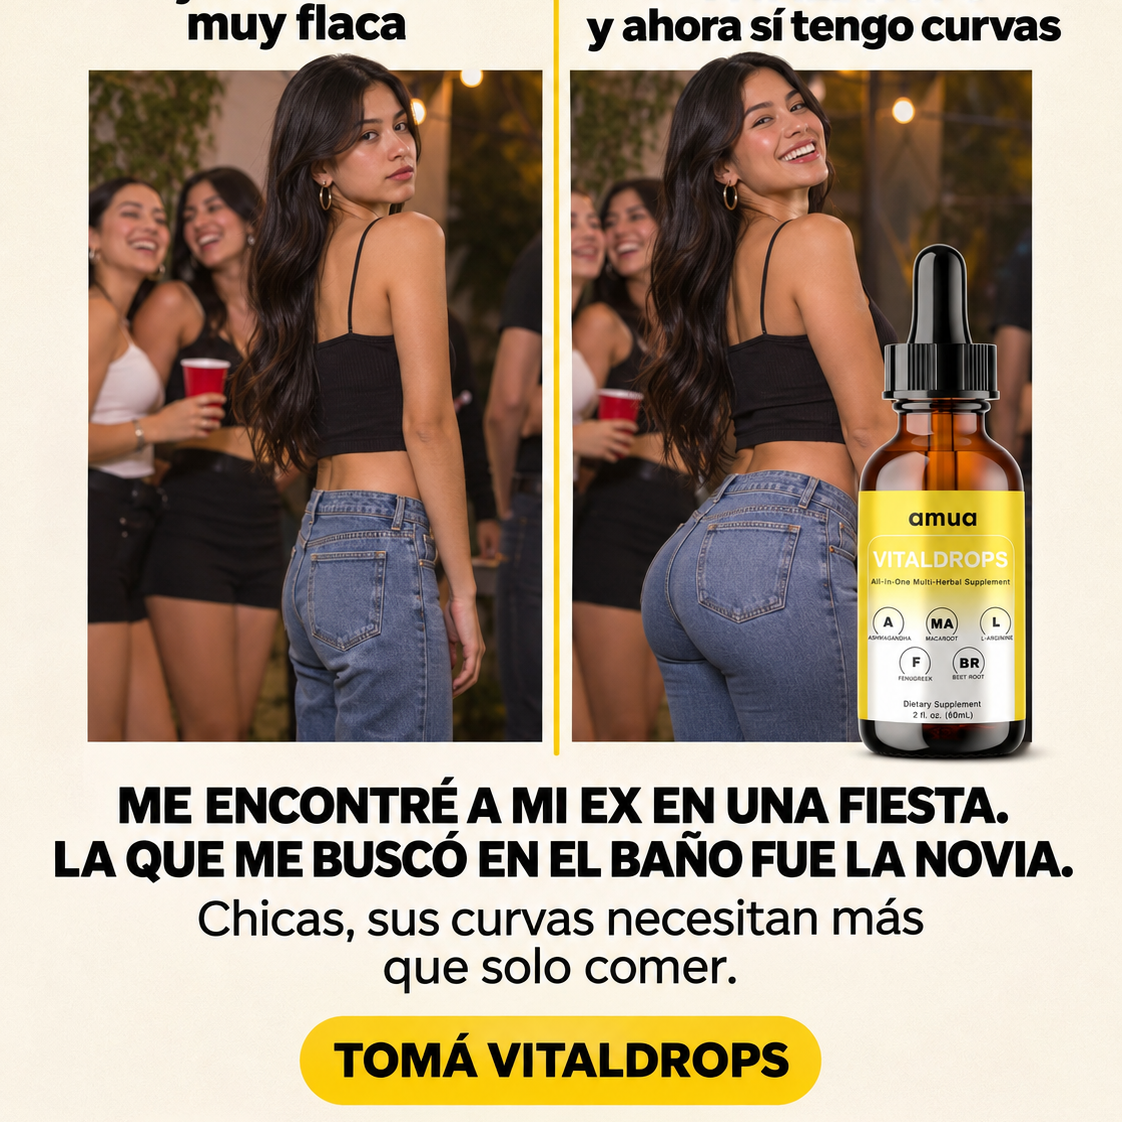 muy flaca
y ahora sí tengo curvas
amua
VITALDROPS
All-In-One Multi-Herbal Supplement
A
MA
L
ASHWAGANDHA
MACAROOT
L-ARGININE
F
BR
FENUGREEK
BEET ROOT
Dietary Supplement
2 fl. oz. (60mL)
ME ENCONTRÉ A MI EX EN UNA FIESTA.
LA QUE ME BUSCÓ EN EL BAÑO FUE LA NOVIA.
Chicas, sus curvas necesitan más
que solo comer.
TOMÁ VITALDROPS